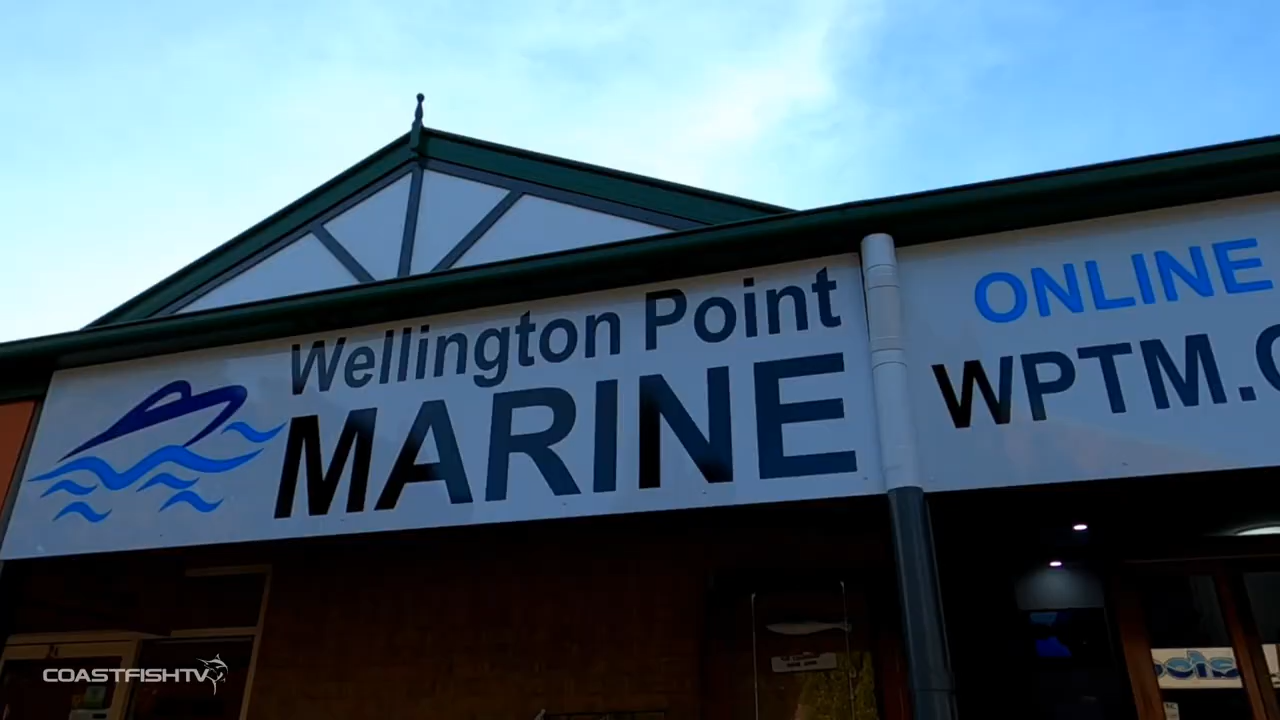 Wellington Point
MARINE
ONLINE
WPTM.
COASTFISHTV